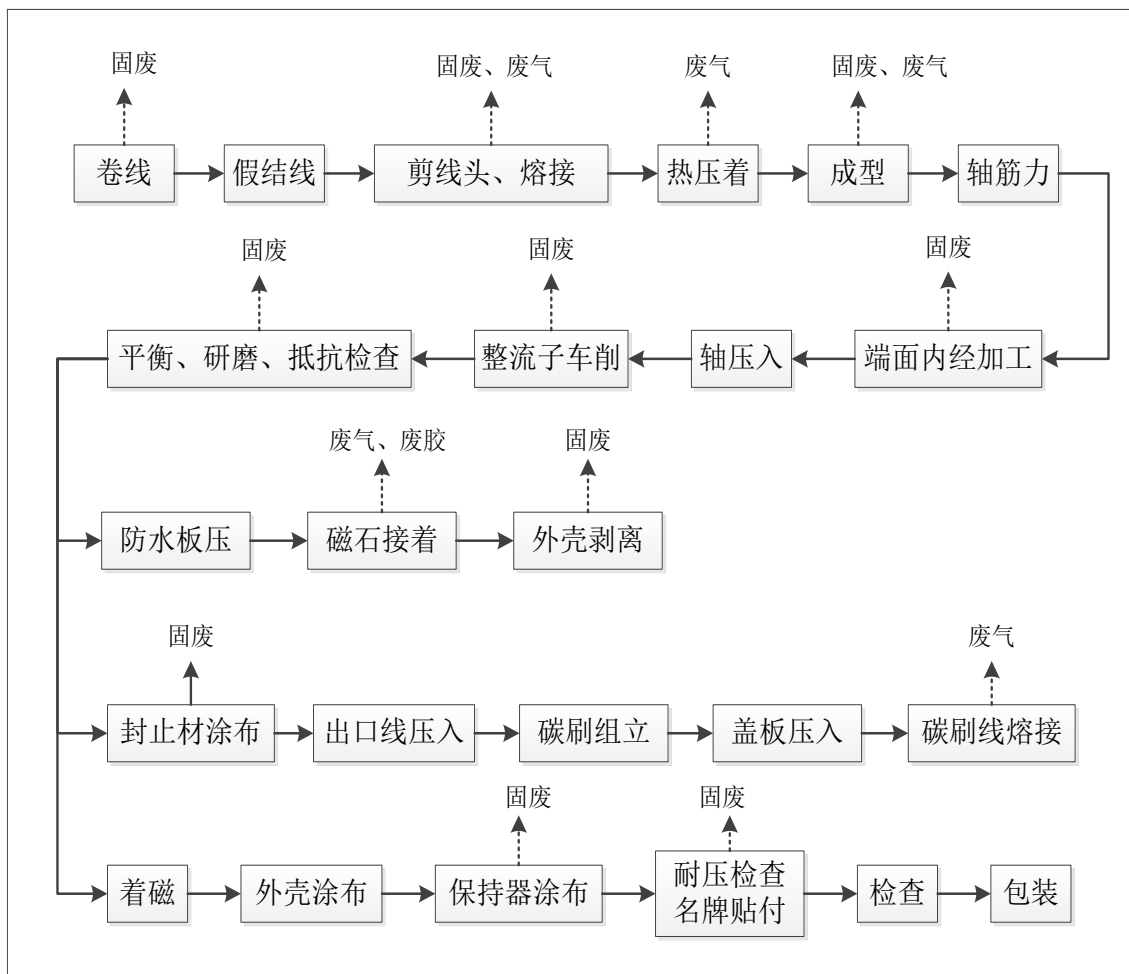 固废
固废、废气
废气
固废、废气
卷线
假结线
剪线头、熔接
热压着
成型
轴筋力
固废
固废
固废
平衡、研磨、抵抗检查
整流子车削
轴压入
端面内经加工
废气、废胶
固废
防水板压
磁石接着
外壳剥离
固废
废气
封止材涂布
出口线压入
碳刷组立
盖板压入
碳刷线熔接
固废
固废
着磁
外壳涂布
保持器涂布
耐压检查
名牌贴付
检查
包装